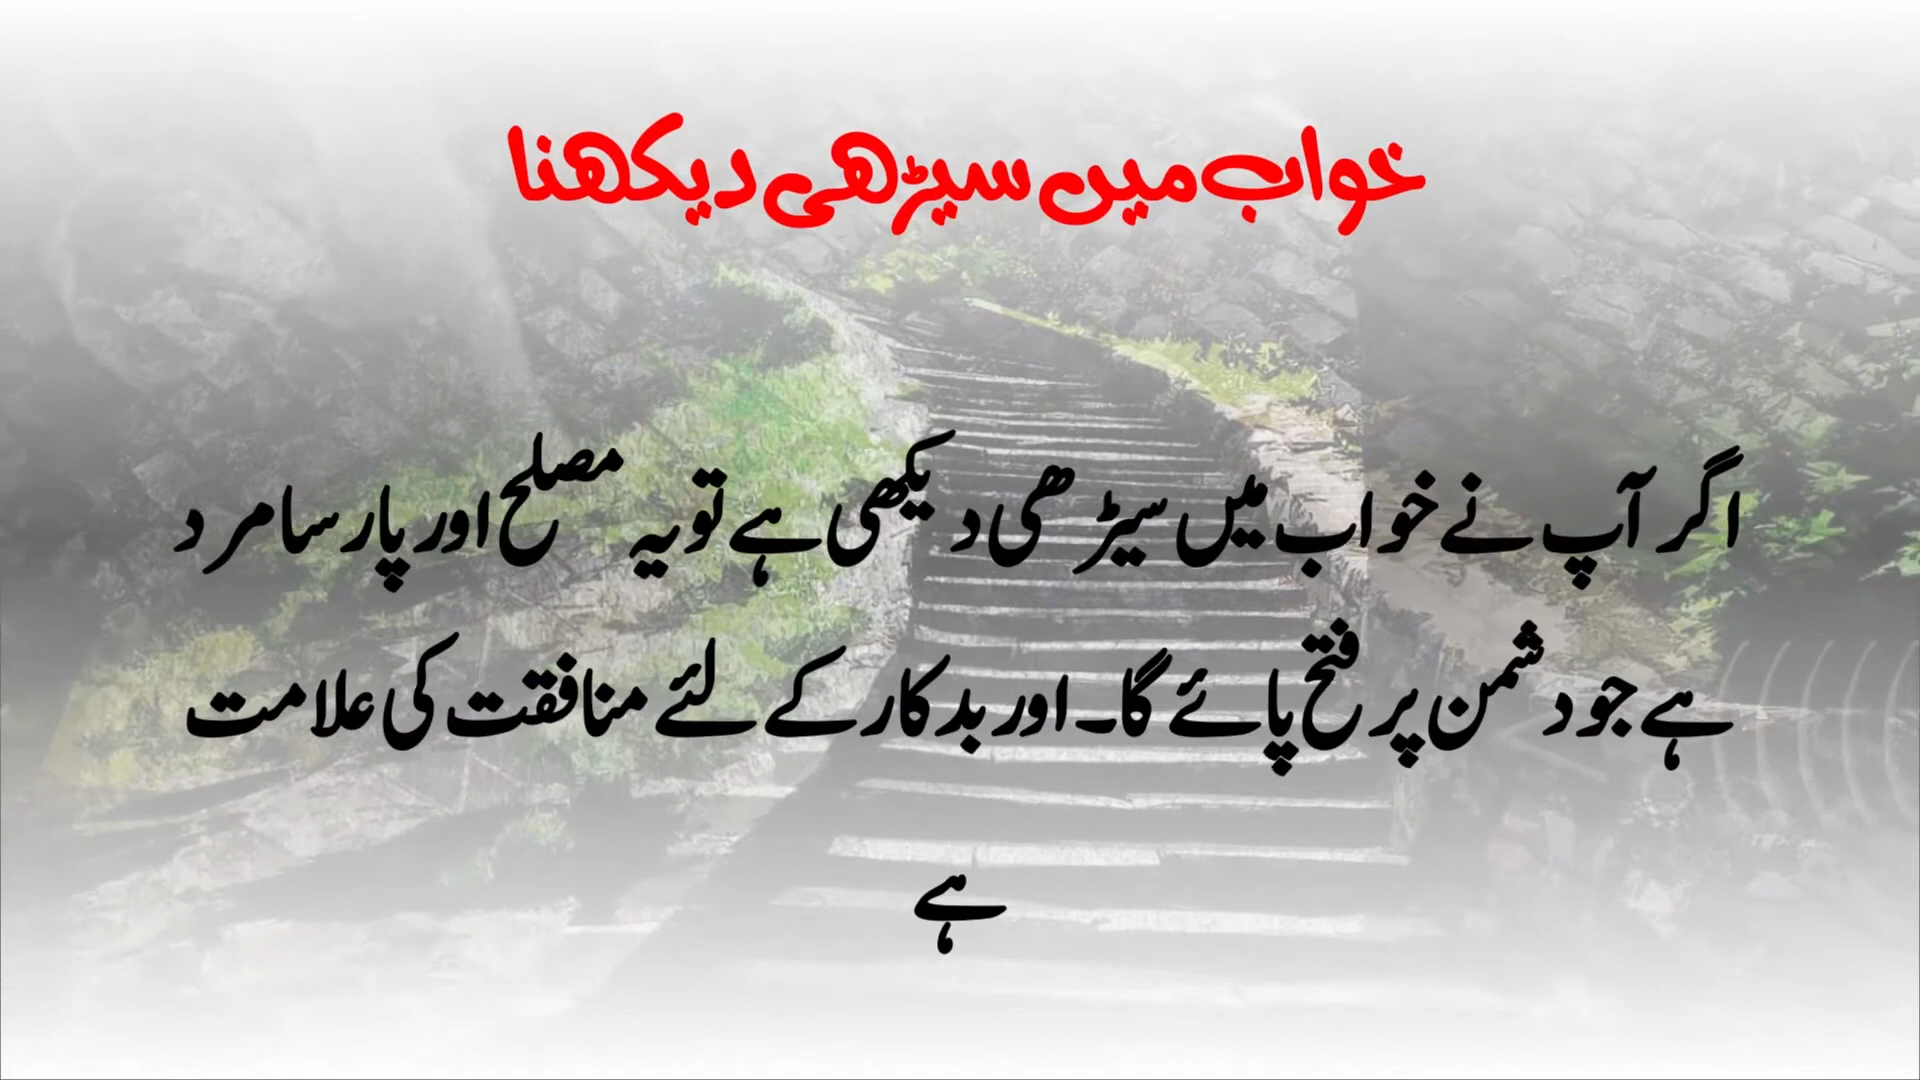 خواب میں سیڑھی دیکھنا
اگر آپ نے خواب میں سیڑھی دیکھی ہے تو یہ مصلح اور پارسا مرد
ہے جو دشمن پر فتح پائے گا۔ اور بدکار کے لئے منافقت کی علامت
ہے